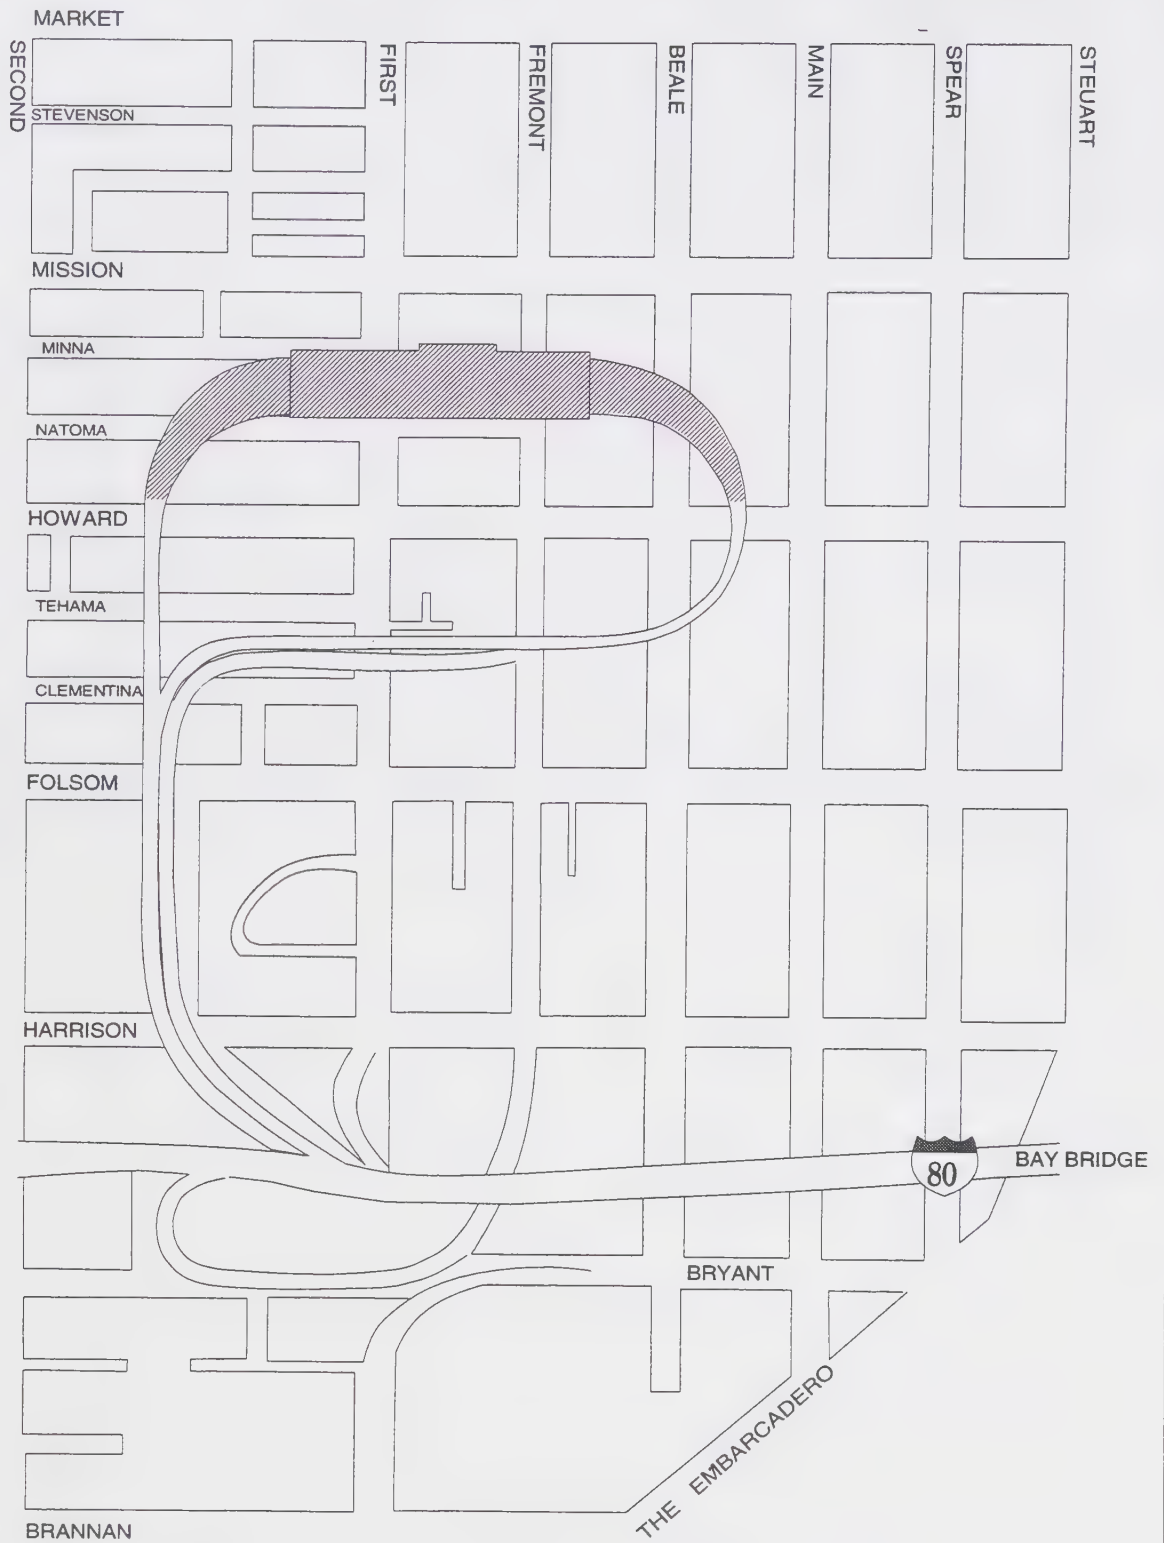 MARKET
SECOND
FIRST
FREMONT
BEALE
MAIN
SPEAR
STEUART
STEVENSON
MISSION
MINNA
NATOMA
HOWARD
TEHAMA
CLEMENTINA
FOLSOM
HARRISON
80
BAY BRIDGE
BRYANT
THE EMBARCADERO
BRANNAN